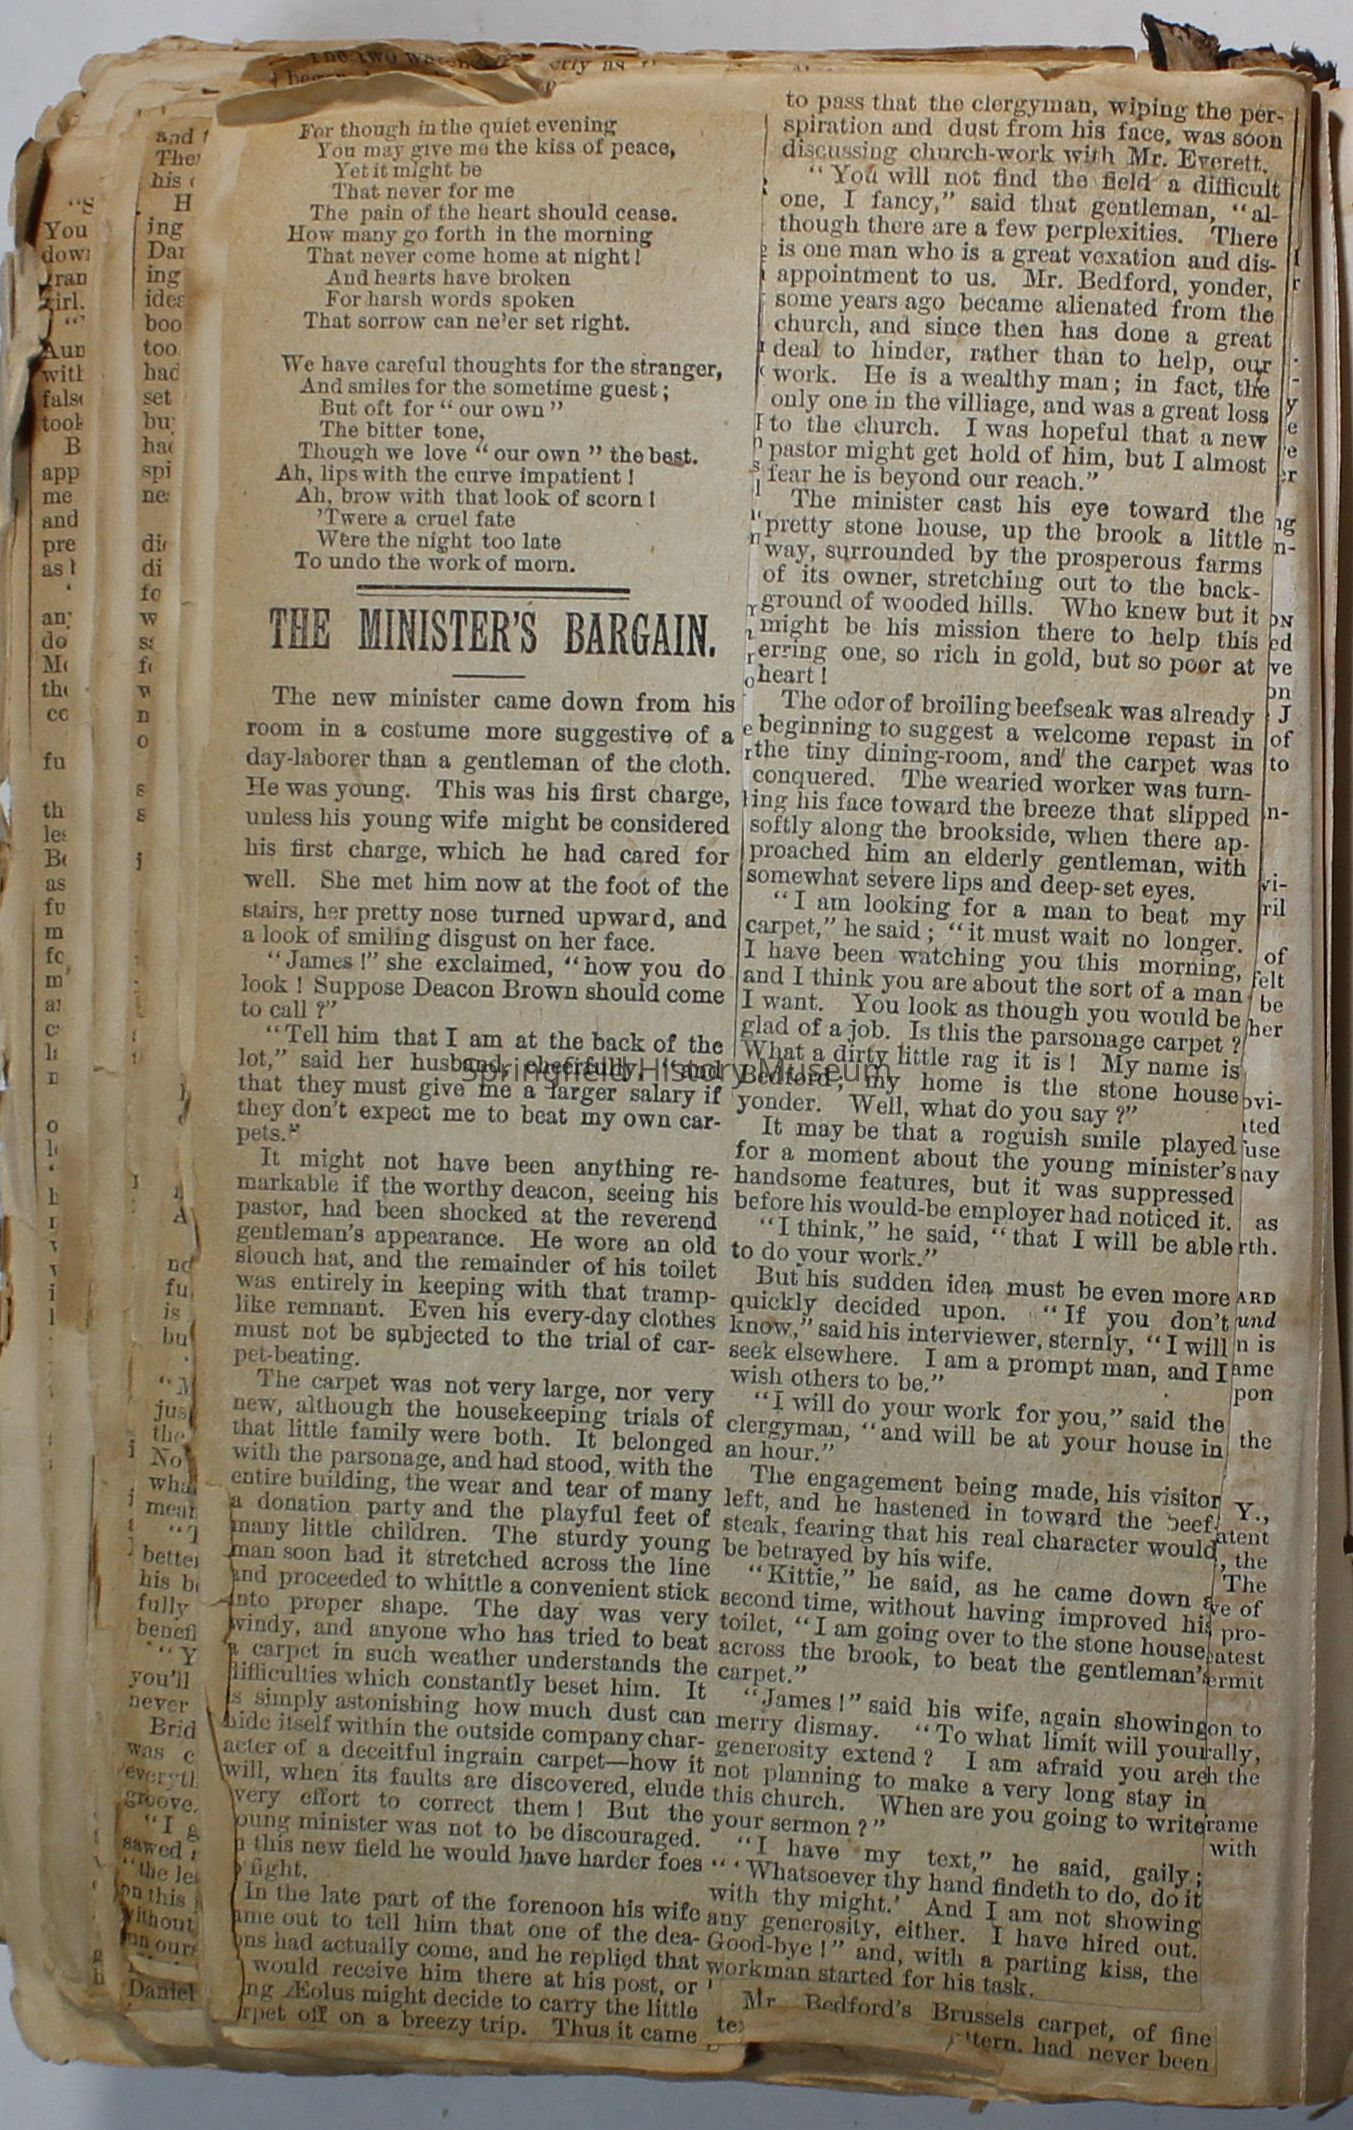 For though in the quiet evening
You may give me the kiss of peace,
Yet it might be
That never for me
The pain of the heart should cease.
How many go forth in the morning
That never come home at night!
And hearts have broken
For harsh words spoken
That sorrow can ne'er set right.
We have careful thoughts for the stranger,
And smiles for the sometime guest;
But oft for "our own"
The bitter tone,
Though we love "our own" the best.
Ah, lips with the curve impatient!
Ah, brow with that look of scorn!
'Twere a cruel fate
Were the night too late
To undo the work of morn.
THE MINISTER'S BARGAIN.
The new minister came down from his
room in a costume more suggestive of a
day-laborer than a gentleman of the cloth.
He was young. This was his first charge,
unless his young wife might be considered
his first charge, which he had cared for
well. She met him now at the foot of the
stairs, her pretty nose turned upward, and
a look of smiling disgust on her face.
"James!" she exclaimed, "how you do
look! Suppose Deacon Brown should come
to call?"
"Tell him that I am at the back of the
lot," said her husband, cheerfully, "and
that they must give me a larger salary if
they don't expect me to beat my own car-
pets."
It might not have been anything re-
markable if the worthy deacon, seeing his
pastor, had been shocked at the reverend
gentleman's appearance. He wore an old
slouch hat, and the remainder of his toilet
was entirely in keeping with that tramp-
like remnant. Even his every-day clothes
must not be subjected to the trial of car-
pet-beating.
The carpet was not very large, nor very
new, although the housekeeping trials of
that little family were both. It belonged
with the parsonage, and had stood, with the
entire building, the wear and tear of many
a donation party and the playful feet of
many little children. The sturdy young
man soon had it stretched across the line
and proceeded to whittle a convenient stick
into proper shape. The day was very
windy, and anyone who has tried to beat
a carpet in such weather understands the
difficulties which constantly beset him. It
is simply astonishing how much dust can
hide itself within the outside company char-
acter of a deceitful ingrain carpet—how it
will, when its faults are discovered, elude
very effort to correct them! But the
oung minister was not to be discouraged.
n this new field he would have harder foes
fight.
In the late part of the forenoon his wife
ame out to tell him that one of the dea-
ons had actually come, and he replied that
would receive him there at his post, or
ng Æolus might decide to carry the little
rpet off on a breezy trip. Thus it came
to pass that the clergyman, wiping the per-
spiration and dust from his face, was soon
discussing church-work with Mr. Everett.
"You will not find the field a difficult
one, I fancy," said that gentleman, "al-
though there are a few perplexities. There
is one man who is a great vexation and dis-
appointment to us. Mr. Bedford, yonder,
some years ago became alienated from the
church, and since then has done a great
deal to hinder, rather than to help, our
work. He is a wealthy man; in fact, the
only one in the villiage, and was a great loss
to the church. I was hopeful that a new
pastor might get hold of him, but I almost
fear he is beyond our reach."
The minister cast his eye toward the
pretty stone house, up the brook a little
way, surrounded by the prosperous farms
of its owner, stretching out to the back-
ground of wooded hills. Who knew but it
might be his mission there to help this
erring one, so rich in gold, but so poor at
heart!
The odor of broiling beefseak was already
beginning to suggest a welcome repast in
the tiny dining-room, and the carpet was
conquered. The wearied worker was turn-
ing his face toward the breeze that slipped
softly along the brookside, when there ap-
proached him an elderly gentleman, with
somewhat severe lips and deep-set eyes.
"I am looking for a man to beat my
carpet," he said; "it must wait no longer.
I have been watching you this morning,
and I think you are about the sort of a man
I want. You look as though you would be
glad of a job. Is this the parsonage carpet?
What a dirty little rag it is! My name is
Bedford; my home is the stone house
yonder. Well, what do you say?"
It may be that a roguish smile played
for a moment about the young minister's
handsome features, but it was suppressed
before his would-be employer had noticed it.
"I think," he said, "that I will be able
to do your work."
But his sudden idea must be even more
quickly decided upon. "If you don't
know," said his interviewer, sternly, "I will
seek elsewhere. I am a prompt man, and I
wish others to be."
"I will do your work for you," said the
clergyman, "and will be at your house in
an hour."
The engagement being made, his visitor
left, and he hastened in toward the beef-
steak, fearing that his real character would
be betrayed by his wife.
"Kittie," he said, as he came down a
second time, without having improved his
toilet, "I am going over to the stone house
across the brook, to beat the gentleman's
carpet."
"James!" said his wife, again showing
merry dismay. "To what limit will your
generosity extend? I am afraid you are
not planning to make a very long stay in
this church. When are you going to write
your sermon?"
"I have my text," he said, gaily;
"'Whatsoever thy hand findeth to do, do it
with thy might.' And I am not showing
any generosity, either. I have hired out.
Good-bye!" and, with a parting kiss, the
workman started for his task.
Mr. Bedford's Brussels carpet, of fine
tern, had never been
Springfield History Museum